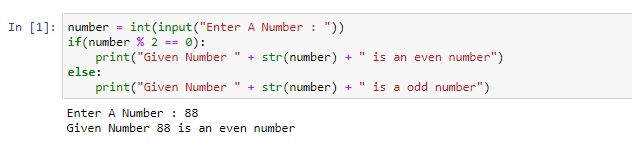 In [1]: number = int(input("Enter A Number : "))
if(number % 2 == 0):
    print("Given Number " + str(number) + " is an even number")
else:
    print("Given Number " + str(number) + " is a odd number")
Enter A Number : 88
Given Number 88 is an even number